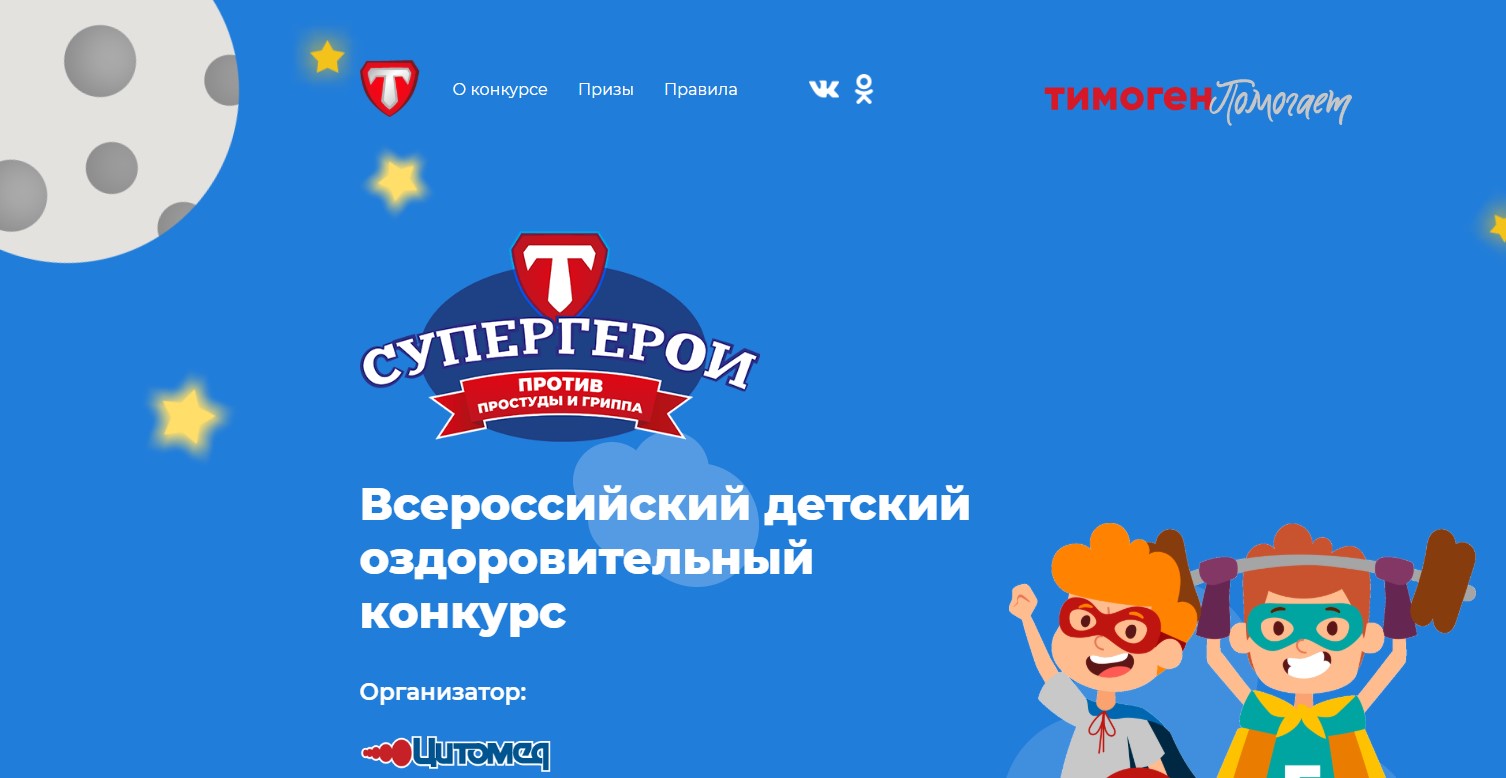 Т
О конкурсе Призы Правила
тимоген Помогает
Т
СУПЕРГЕРОИ
ПРОТИВ
ПРОСТУДЫ И ГРИППА
Всероссийский детский
оздоровительный
конкурс
Организатор:
Цитомед